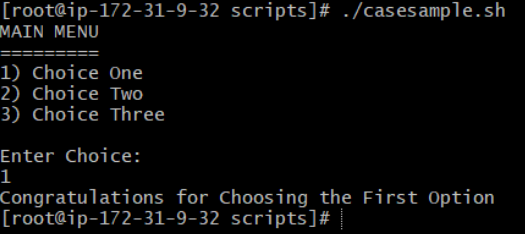 [root@ip-172-31-9-32 scripts]# ./casesample.sh
MAIN MENU
=========
1) Choice One
2) Choice Two
3) Choice Three
Enter Choice:
1
Congratulations for Choosing the First Option
[root@ip-172-31-9-32 scripts]#